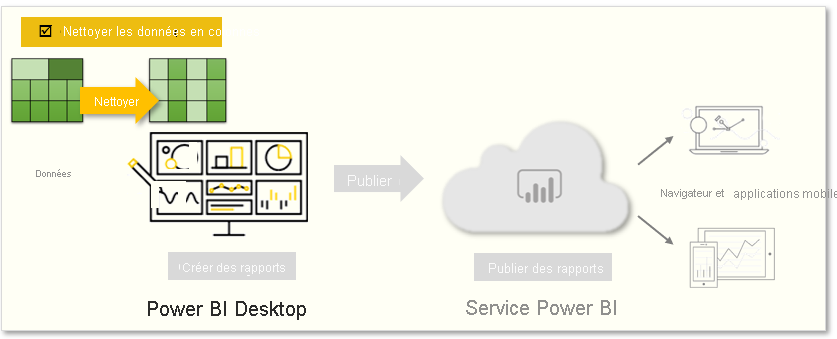 Nettoyer les données en co
Nettoyer
Données
Publier
Navigateur et applications mobile
Créer des rapports
Publier des rapports
Power BI Desktop
Service Power BI